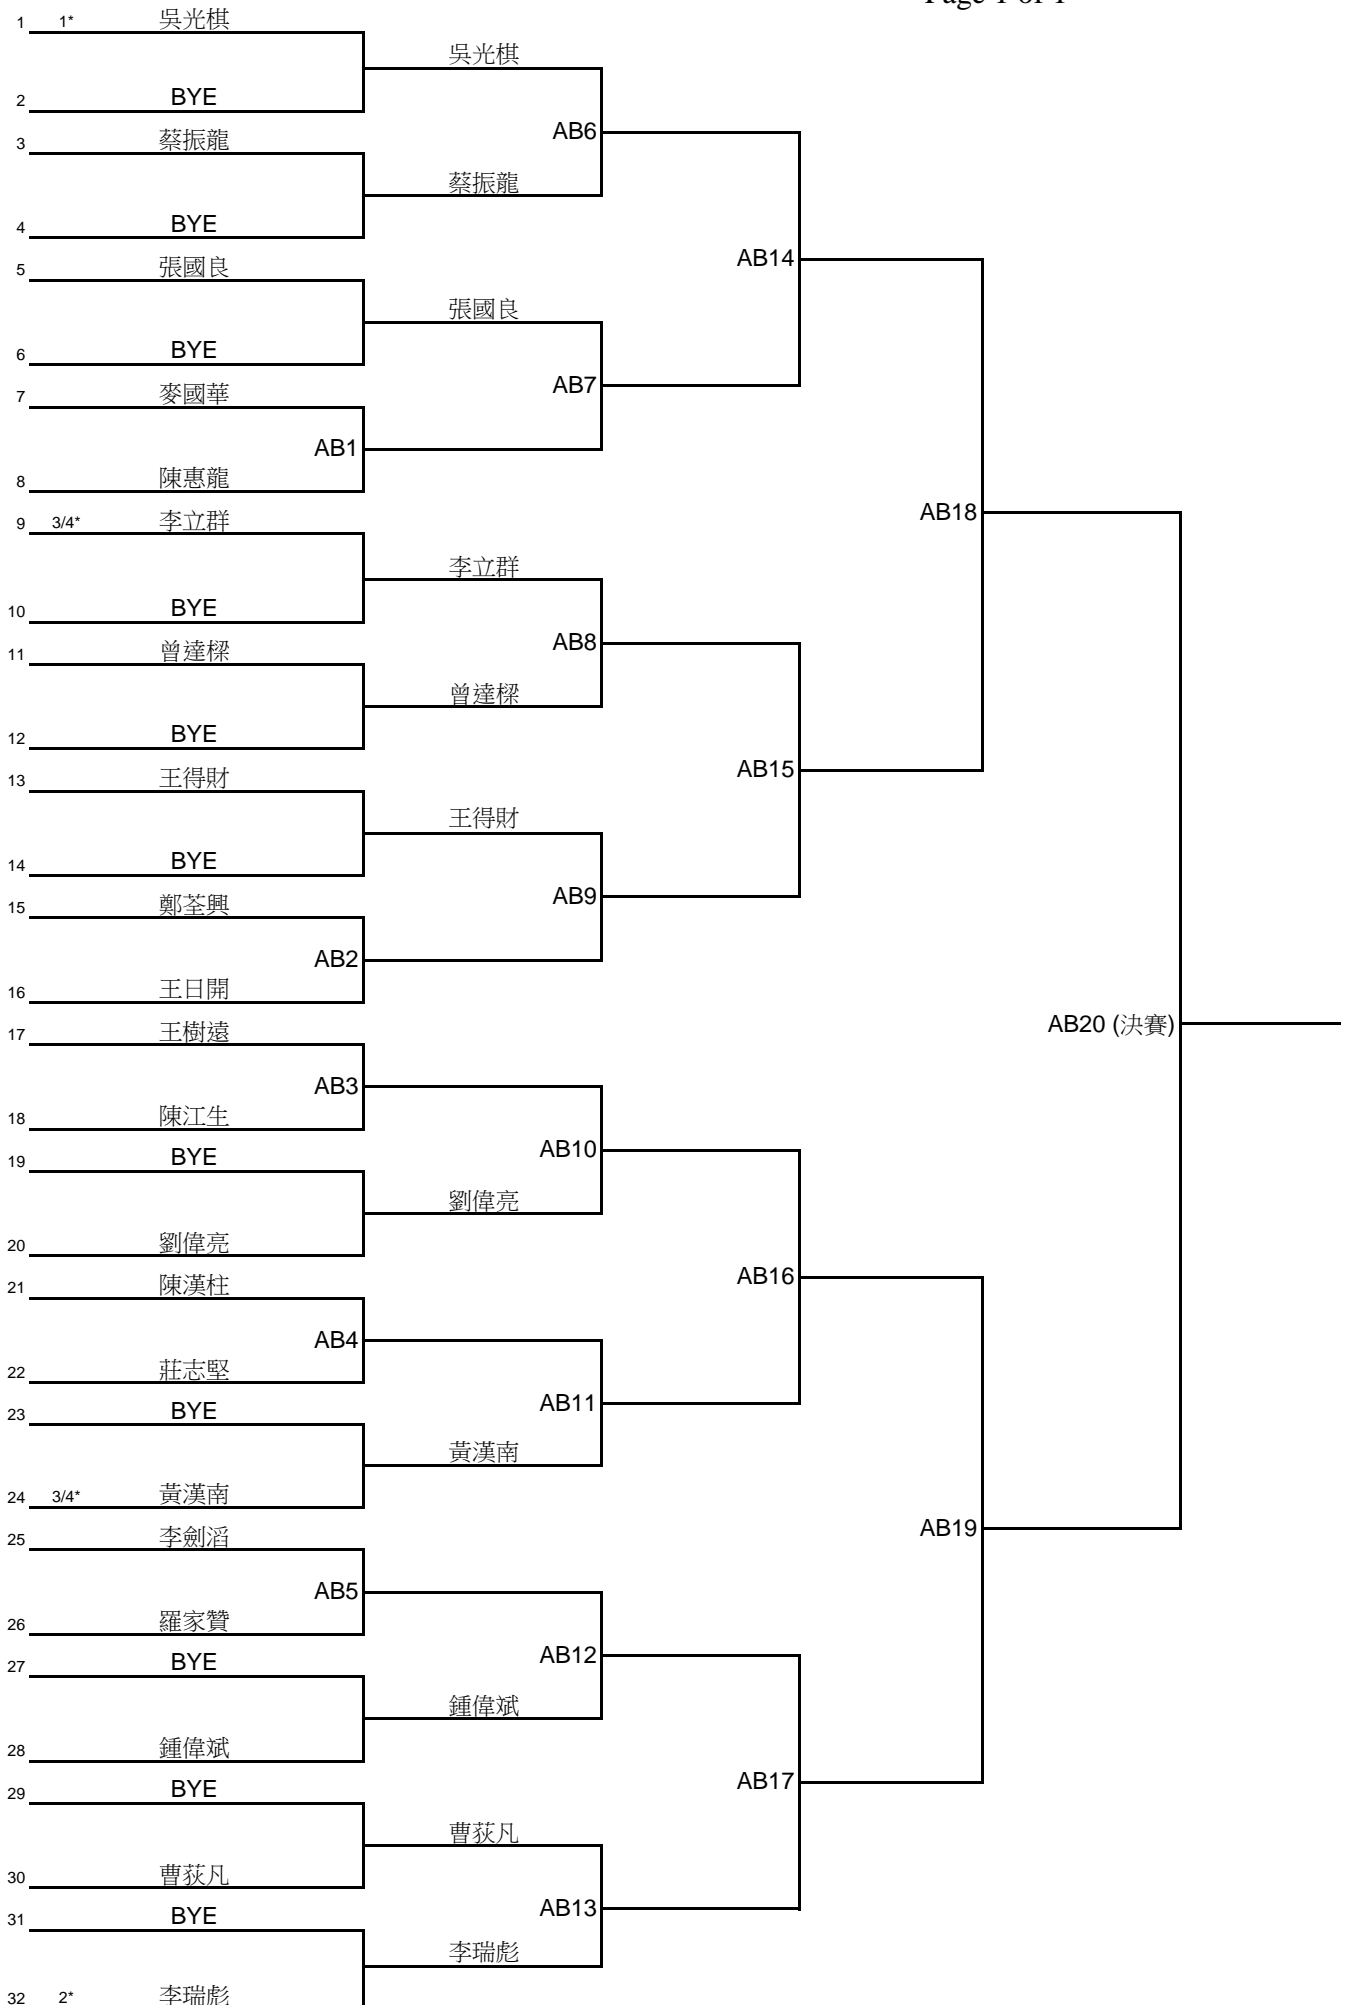 Page 1 of 1
1 1* 吳光棋
吳光棋
2 BYE
AB6
3 蔡振龍
蔡振龍
4 BYE
AB14
5 張國良
張國良
6 BYE
AB7
7 麥國華
AB1
8 陳惠龍
AB18
9 3/4* 李立群
李立群
10 BYE
AB8
11 曾達樑
曾達樑
12 BYE
AB15
13 王得財
王得財
14 BYE
AB9
15 鄭荃興
AB2
16 王日開
AB20 (決賽)
17 王樹遠
AB3
18 陳江生
AB10
19 BYE
劉偉亮
20 劉偉亮
AB16
21 陳漢柱
AB4
22 莊志堅
AB11
23 BYE
黃漢南
24 3/4* 黃漢南
AB19
25 李劍滔
AB5
26 羅家贊
AB12
27 BYE
鍾偉斌
28 鍾偉斌
AB17
29 BYE
曹荻凡
30 曹荻凡
AB13
31 BYE
李瑞彪
32 2* 李瑞彪